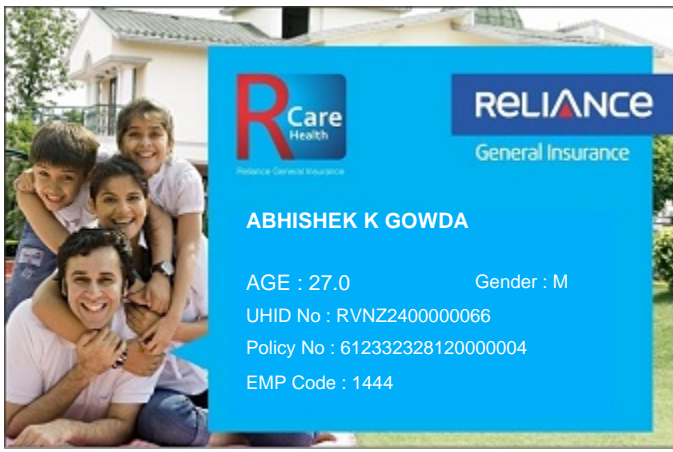 R Care
Health
Reliance General Insurance
RELIANCE
General Insurance
ABHISHEK K GOWDA
AGE : 27.0 Gender : M
UHID No : RVNZ2400000066
Policy No : 612332328120000004
EMP Code : 1444